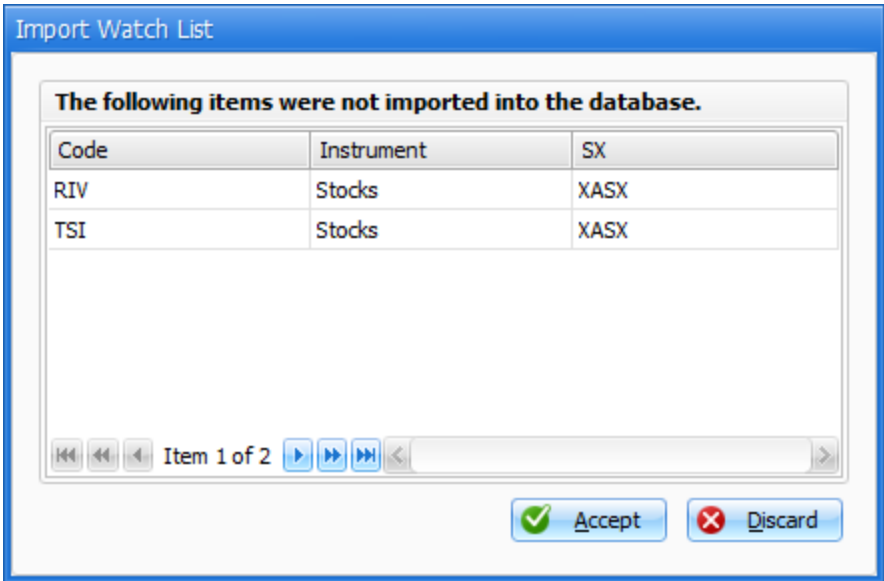 Import Watch List
The following items were not imported into the database.
Code Instrument SX
RIV Stocks XASX
TSI Stocks XASX
Item 1 of 2
Accept Discard